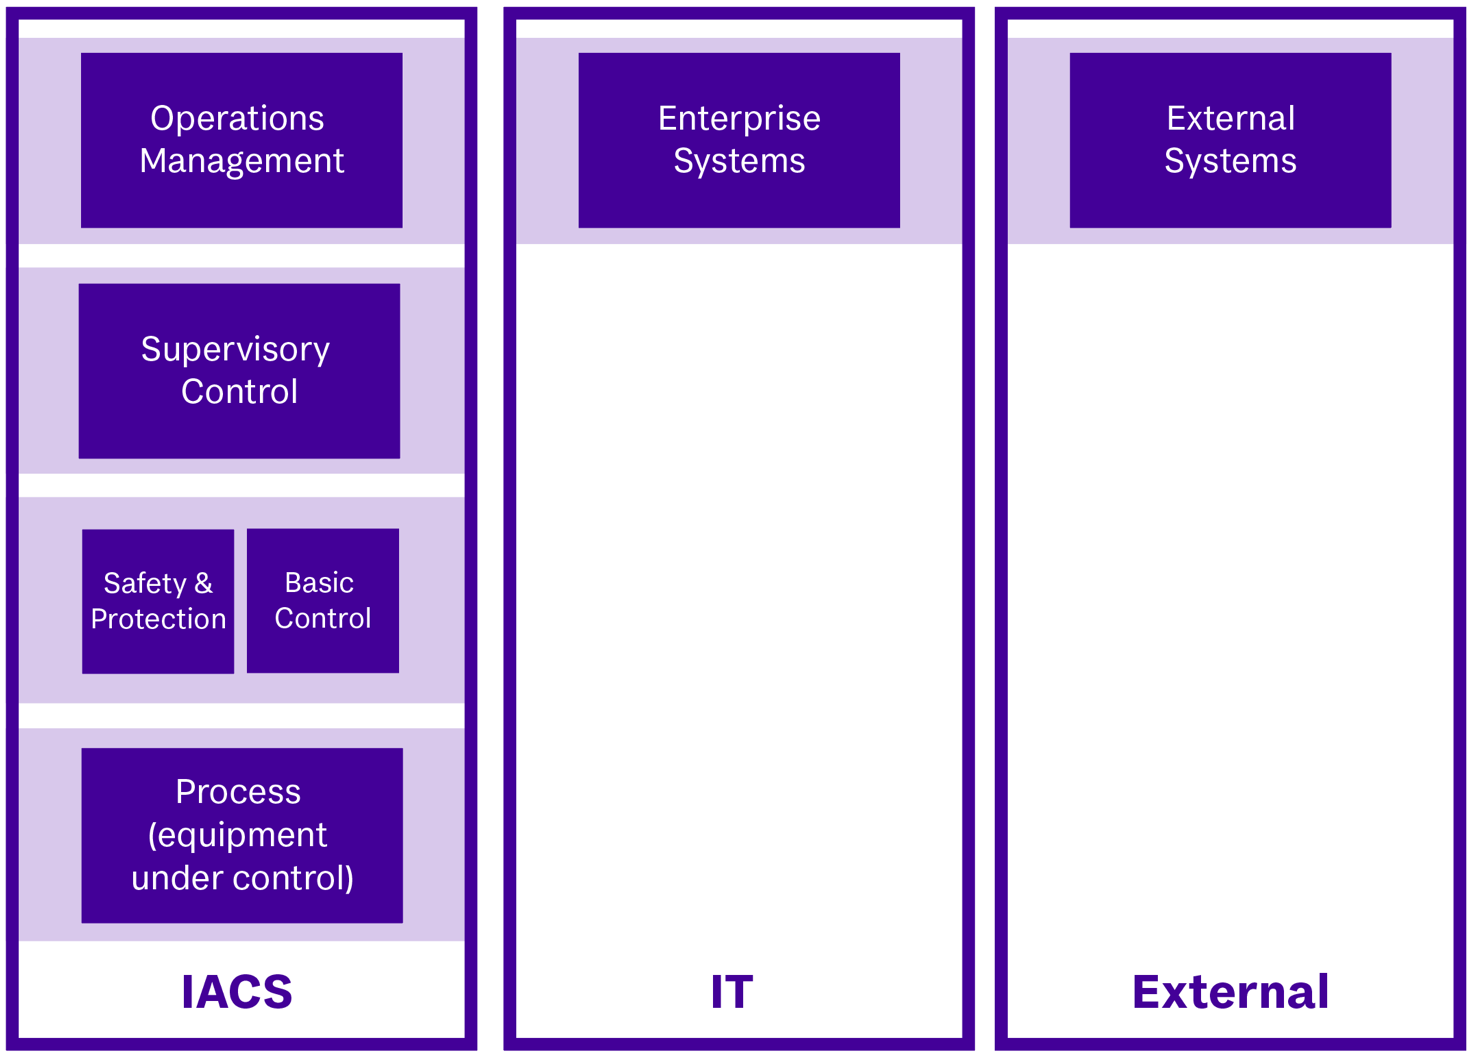 Operations
Management
Supervisory
Control
Safety &
Protection
Basic
Control
Process
(equipment
under control)
IACS
Enterprise
Systems
IT
External
Systems
External